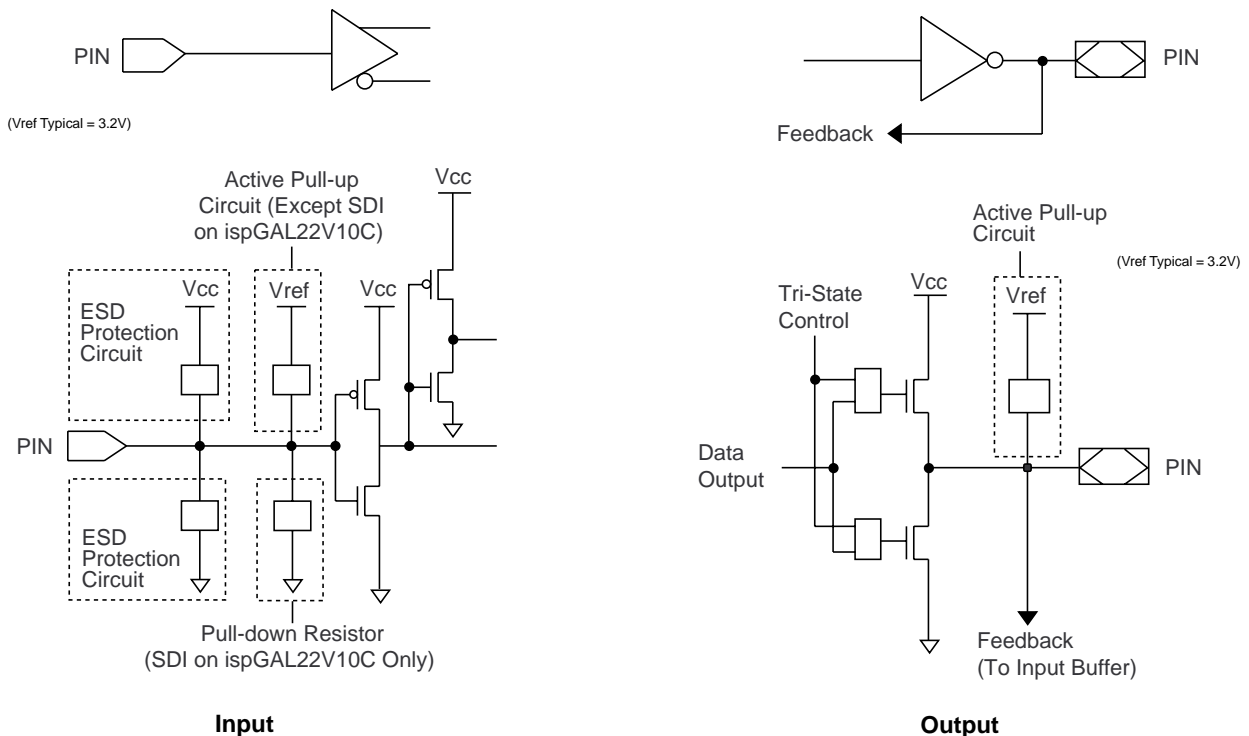 PIN
(Vref Typical = 3.2V)
Active Pull-up
Circuit (Except SDI
on ispGAL22V10C)
Vcc
Vcc
Vref
Vcc
ESD
Protection
Circuit
PIN
ESD
Protection
Circuit
Pull-down Resistor
(SDI on ispGAL22V10C Only)
Input
PIN
Feedback
Active Pull-up
Circuit
(Vref Typical = 3.2V)
Tri-State
Control
Vcc
Vref
Data
Output
PIN
Feedback
(To Input Buffer)
Output